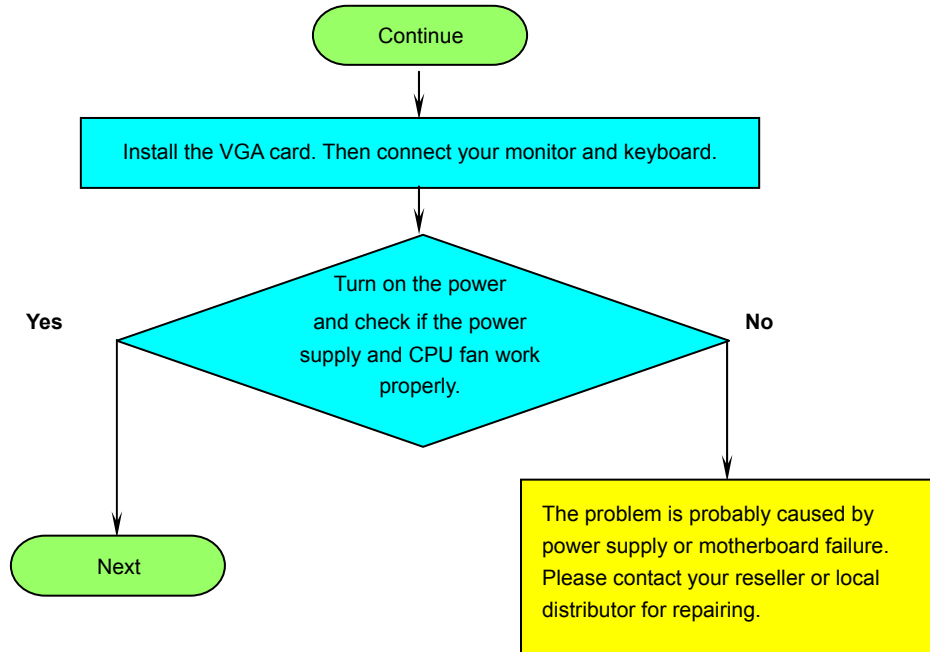 Continue
Install the VGA card. Then connect your monitor and keyboard.
Turn on the power
and check if the power
supply and CPU fan work
properly.
Yes
No
Next
The problem is probably caused by
power supply or motherboard failure.
Please contact your reseller or local
distributor for repairing.